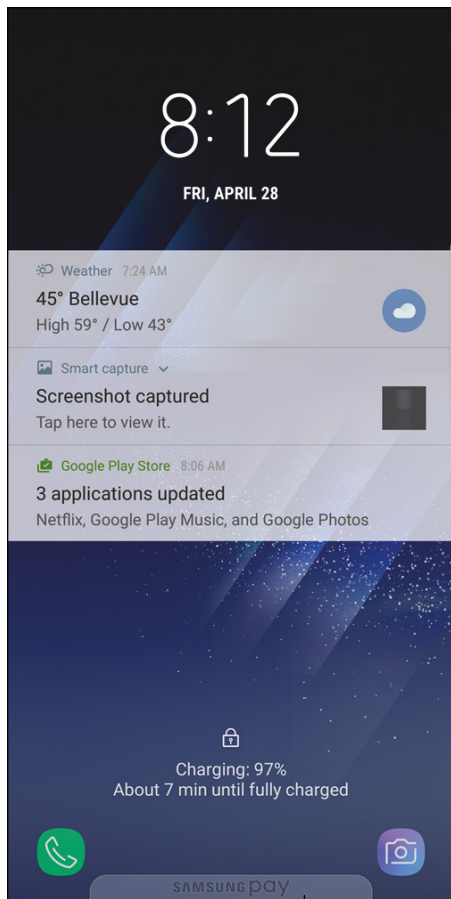 8:12
FRI, APRIL 28
Weather 7:24 AM
45° Bellevue
High 59° / Low 43°
Smart capture
Screenshot captured
Tap here to view it.
Google Play Store 8:06 AM
3 applications updated
Netflix, Google Play Music, and Google Photos
Charging: 97%
About 7 min until fully charged
SAMSUNG pay